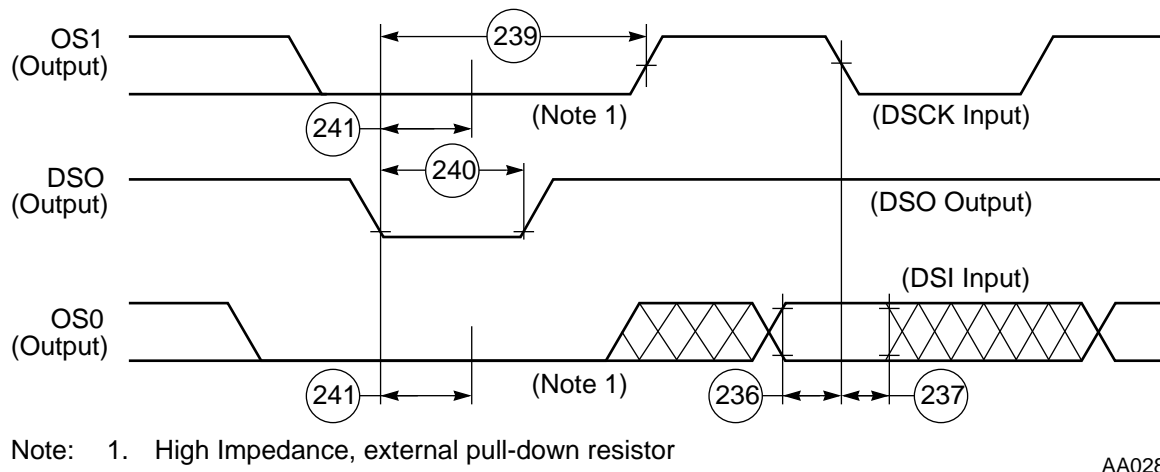 OS1
(Output)
239
(Note 1)
(DSCK Input)
241
240
DSO
(Output)
(DSO Output)
(DSI Input)
OS0
(Output)
(Note 1)
241
236
237
Note: 1. High Impedance, external pull-down resistor
AA028